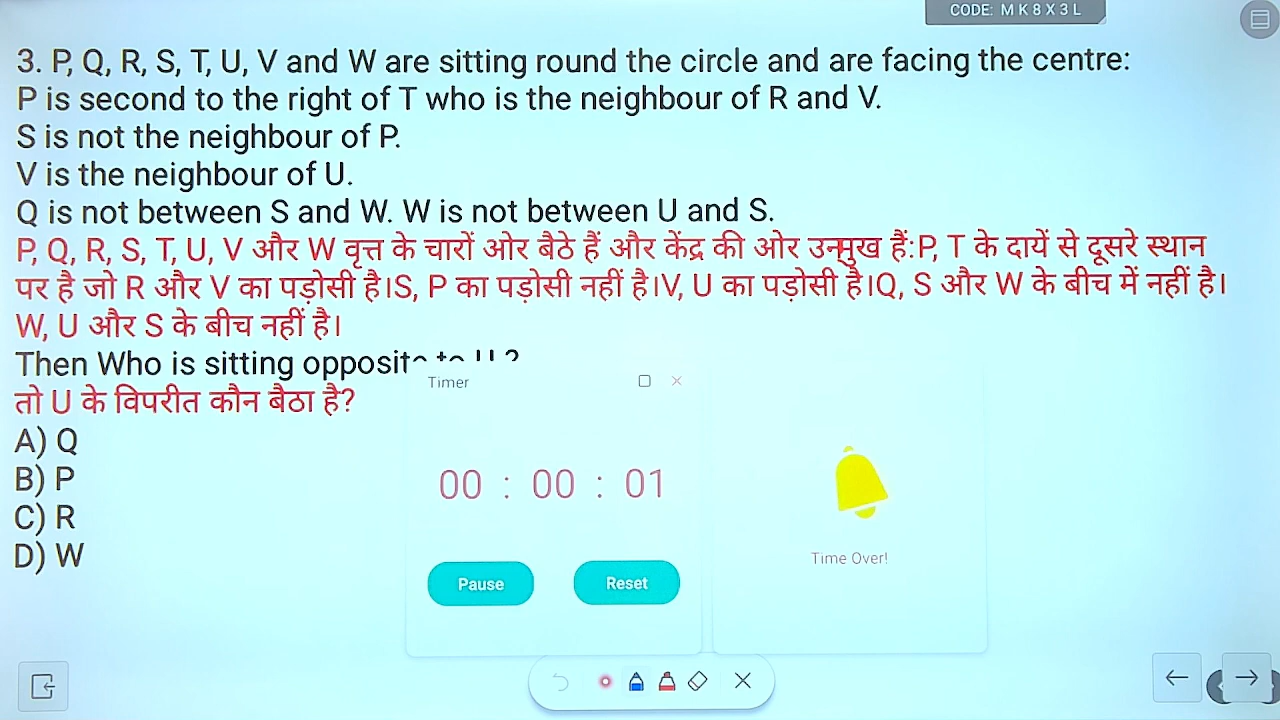 CODE: MK8X3L
3. P, Q, R, S, T, U, V and W are sitting round the circle and are facing the centre:
P is second to the right of T who is the neighbour of R and V.
S is not the neighbour of P.
V is the neighbour of U.
Q is not between S and W. W is not between U and S.
P, Q, R, S, T, U, V और W वृत्त के चारों ओर बैठे हैं और केंद्र की ओर उन्मुख हैं:P, T के दायें से दूसरे स्थान
पर है जो R और V का पड़ोसी है।S, P का पड़ोसी नहीं है।V, U का पड़ोसी है।Q, S और W के बीच में नहीं है।
W, U और S के बीच नहीं है।
Then Who is sitting opposite to U ?
तो U के विपरीत कौन बैठा है?
A) Q
B) P
C) R
D) W
Timer
00 : 00 : 01
Pause
Reset
Time Over!